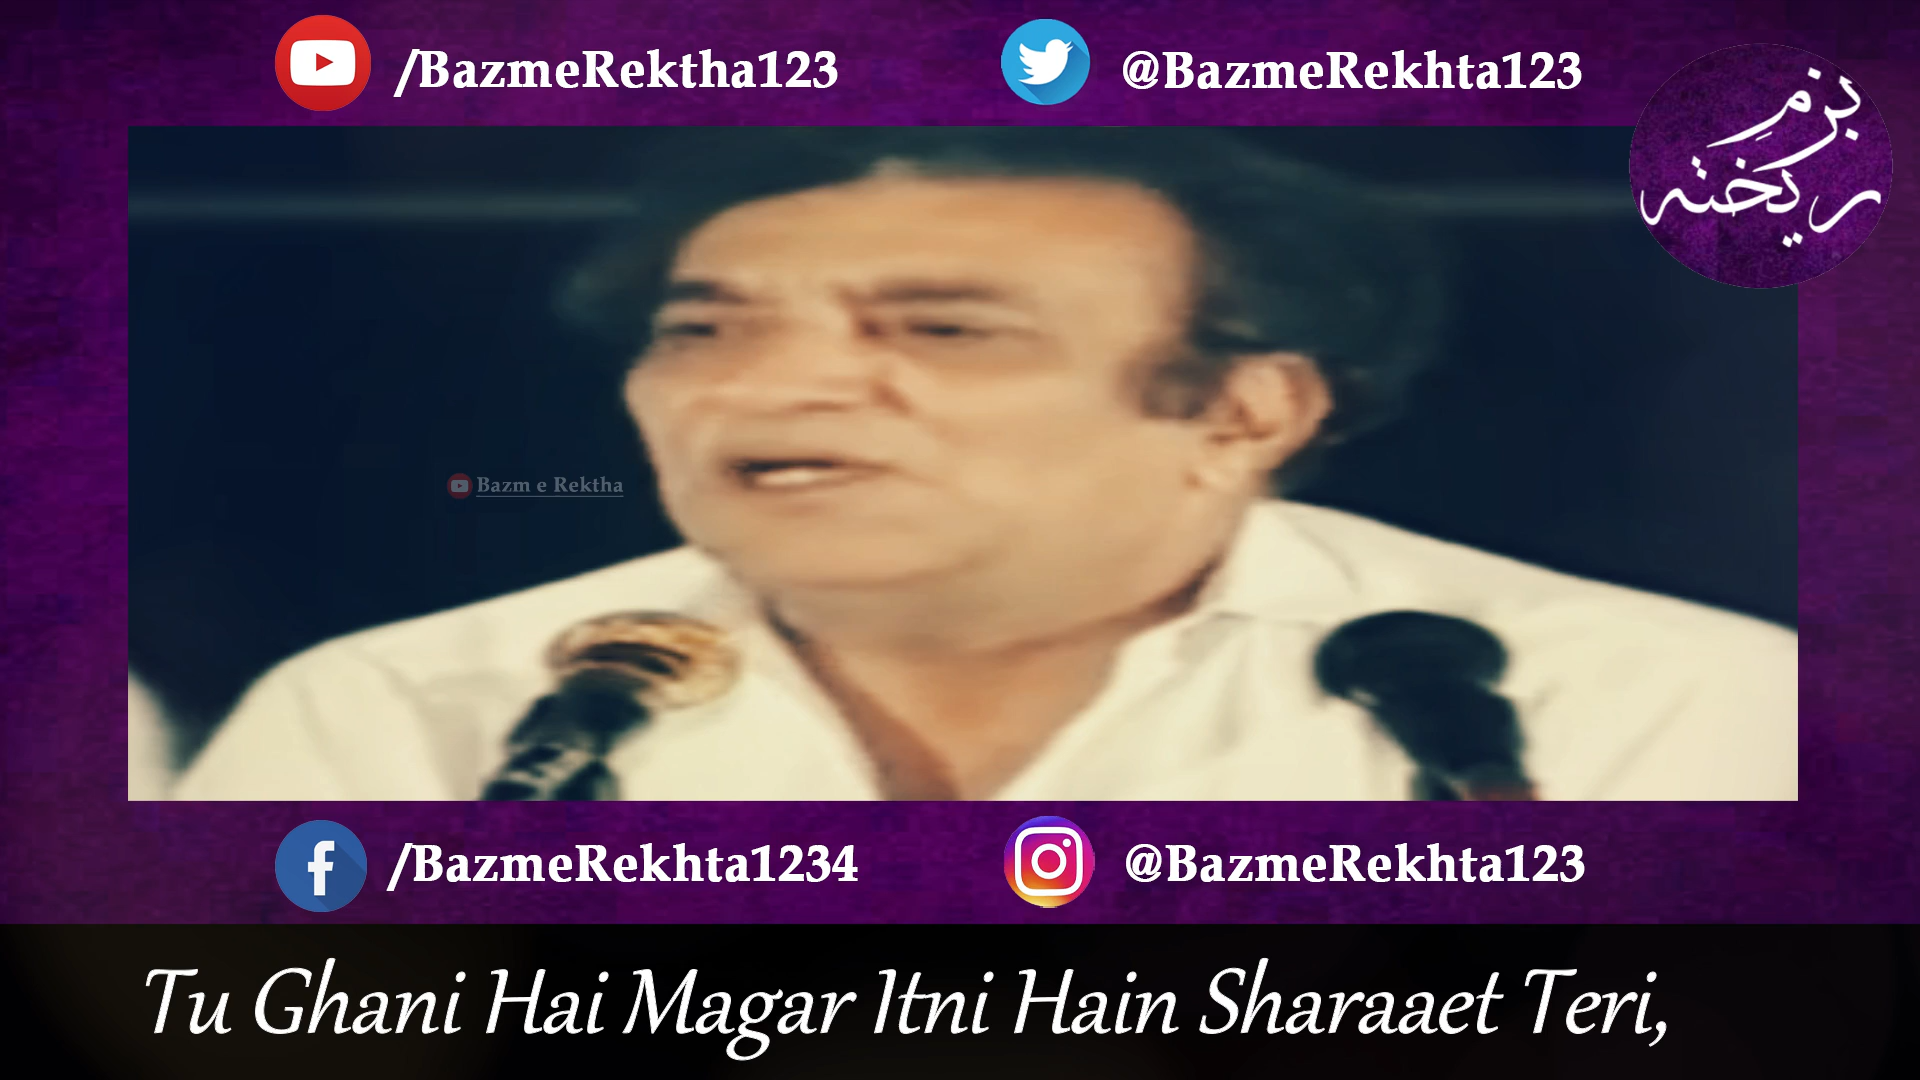 /BazmeRektha123
@BazmeRekhta123
بزمِ
ریختہ
Bazm e Rektha
/BazmeRekhta1234
@BazmeRekhta123
Tu Ghani Hai Magar Itni Hain Sharaaet Teri,